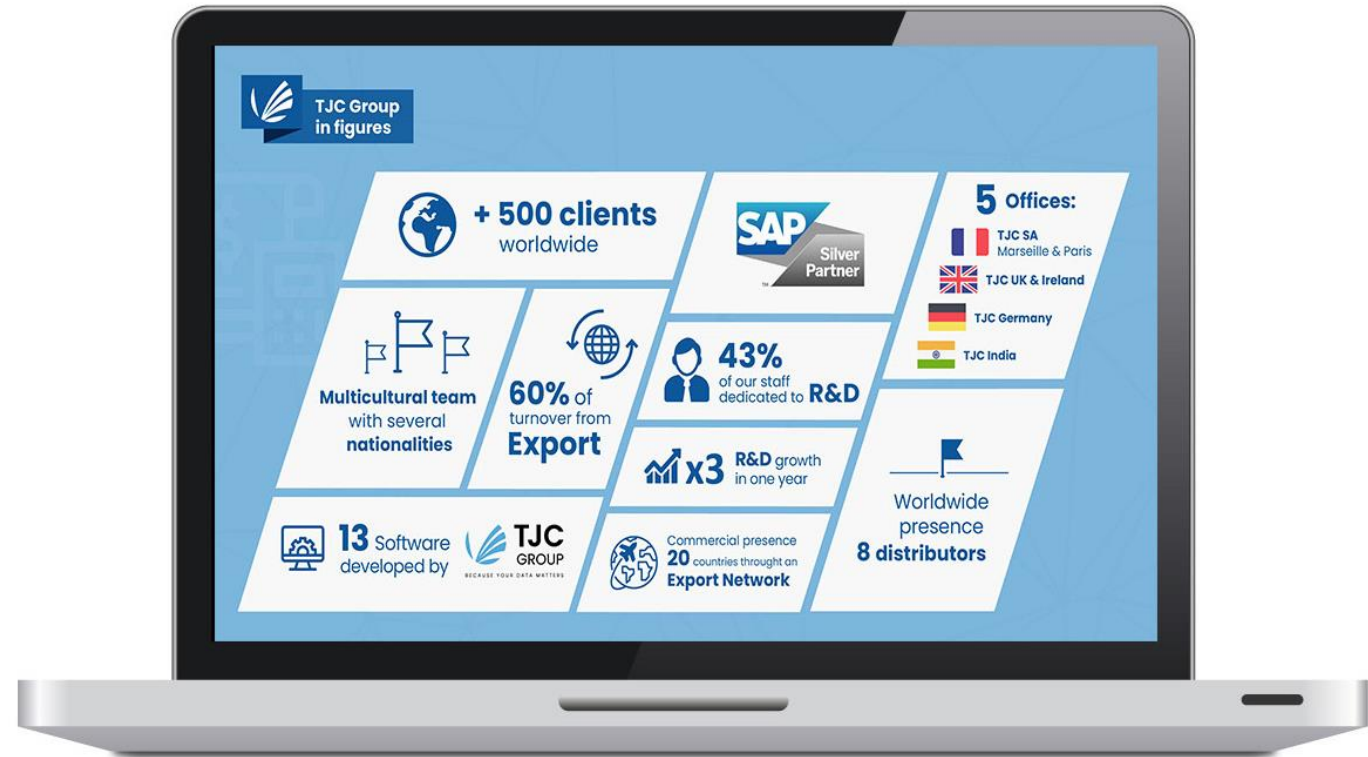 TJC Group
in figures
+ 500 clients
worldwide
SAP
Silver
Partner
TM
5 Offices:
TJC SA
Marseille & Paris
TJC UK & Ireland
TJC Germany
TJC India
Multicultural team
with several
nationalities
60% of
turnover from
Export
43%
of our staff
dedicated to R&D
x3 R&D growth
in one year
Worldwide
presence
8 distributors
13 Software
developed by
TJC
GROUP
BECAUSE YOUR DATA MATTERS
Commercial presence
20 countries throught an
Export Network